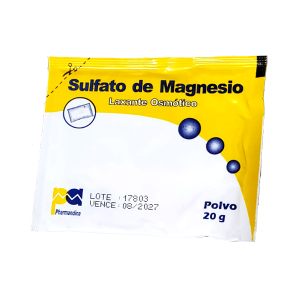 Sulfato de Magnesio
Laxante Osmótico
LOTE :17803
VENCE:08/2027
Pharmandina
Polvo
20 g